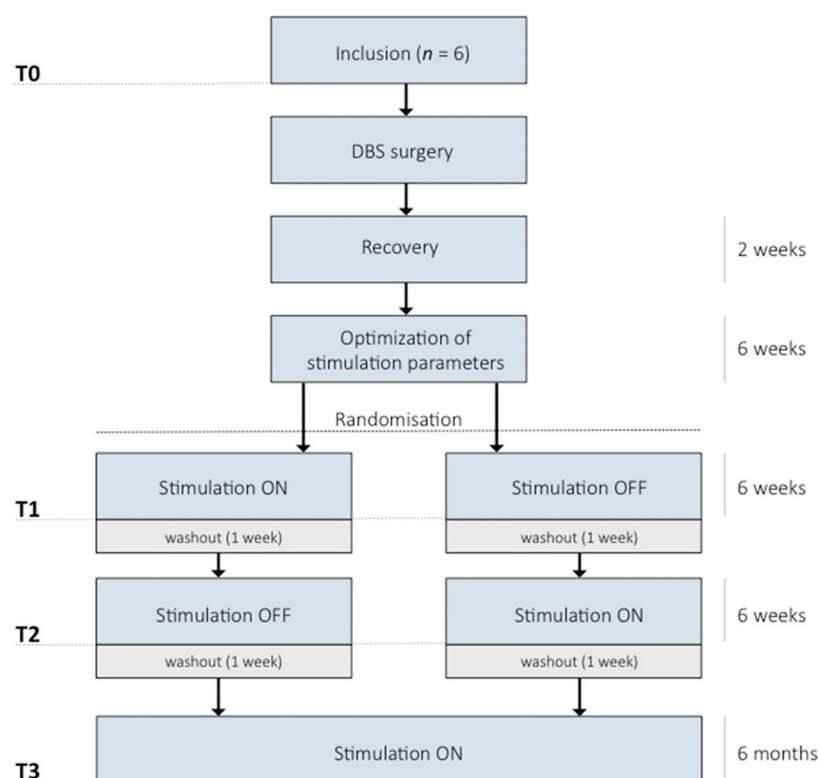 Inclusion (n = 6)
T0
DBS surgery
Recovery
2 weeks
Optimization of
stimulation parameters
6 weeks
Randomisation
Stimulation ON
Stimulation OFF
6 weeks
T1
washout (1 week)
washout (1 week)
Stimulation OFF
Stimulation ON
6 weeks
T2
washout (1 week)
washout (1 week)
Stimulation ON
6 months
T3